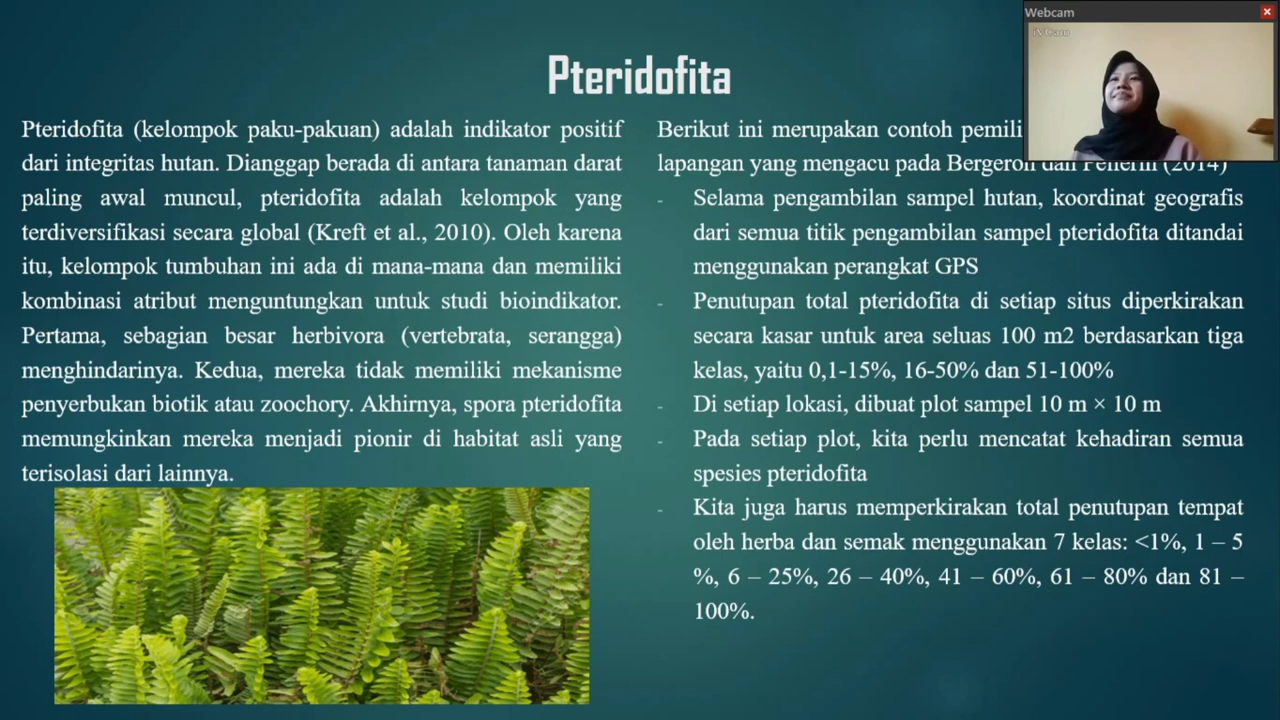 Webcam
iVCam
Pteridofita
Pteridofita (kelompok paku-pakuan) adalah indikator positif
dari integritas hutan. Dianggap berada di antara tanaman darat
paling awal muncul, pteridofita adalah kelompok yang
terdiversifikasi secara global (Kreft et al., 2010). Oleh karena
itu, kelompok tumbuhan ini ada di mana-mana dan memiliki
kombinasi atribut menguntungkan untuk studi bioindikator.
Pertama, sebagian besar herbivora (vertebrata, serangga)
menghindarinya. Kedua, mereka tidak memiliki mekanisme
penyerbukan biotik atau zoochory. Akhirnya, spora pteridofita
memungkinkan mereka menjadi pionir di habitat asli yang
terisolasi dari lainnya.
Berikut ini merupakan contoh
lapangan yang mengacu pada Bergeron dan (2014)
- Selama pengambilan sampel hutan, koordinat geografis
dari semua titik pengambilan sampel pteridofita ditandai
menggunakan perangkat GPS
- Penutupan total pteridofita di setiap situs diperkirakan
secara kasar untuk area seluas 100 m2 berdasarkan tiga
kelas, yaitu 0,1-15%, 16-50% dan 51-100%
- Di setiap lokasi, dibuat plot sampel 10 m × 10 m
- Pada setiap plot, kita perlu mencatat kehadiran semua
spesies pteridofita
- Kita juga harus memperkirakan total penutupan tempat
oleh herba dan semak menggunakan 7 kelas: <1%, 1 – 5
%, 6 – 25%, 26 – 40%, 41 – 60%, 61 – 80% dan 81 –
100%.